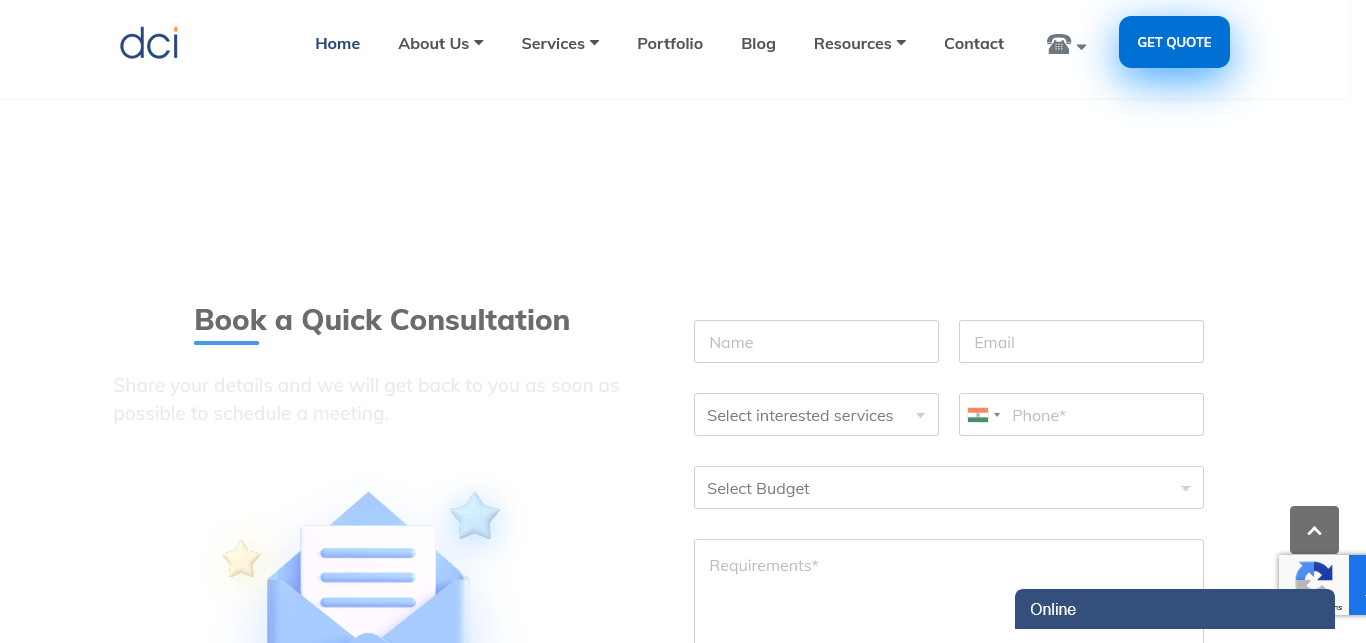 dci
Home
About Us
Services
Portfolio
Blog
Resources
Contact
GET QUOTE
Book a Quick Consultation
Share your details and we will get back to you as soon as
possible to schedule a meeting.
Name
Email
Select interested services
Phone*
Select Budget
Requirements*
Online